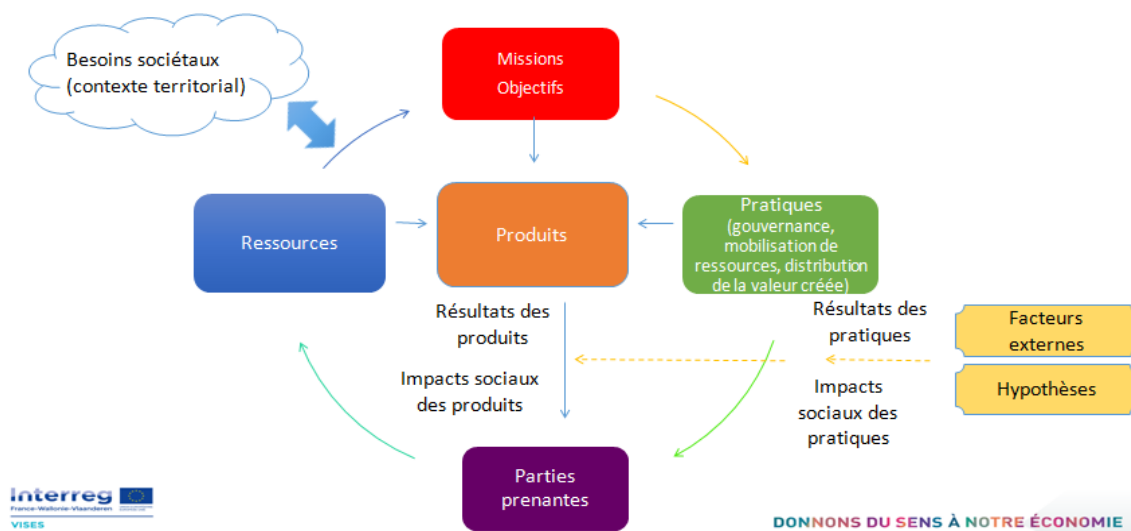 Besoins sociétaux
(contexte territorial)
Missions
Objectifs
Ressources
Produits
Pratiques
(gouvernance,
mobilisation de
ressources, distribution
de la valeur créée)
Résultats des
produits
Impacts sociaux
des produits
Résultats des
pratiques
Impacts
sociaux des
pratiques
Facteurs
externes
Hypothèses
Parties
prenantes
Interreg
France-Wallonie-Vlaanderen
VISES
DONNONS DU SENS À NOTRE ÉCONOMIE